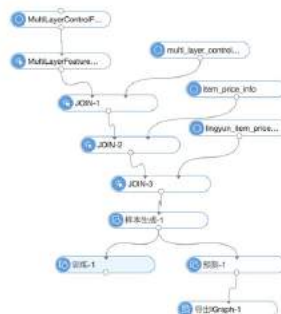 MultiLayerControlF...
MultiLayerFeature...
multi_layer_control...
JOIN-1
item_price_info
JOIN-2
lingyun_item_price...
JOIN-3
样本生成-1
训练-1
预测-1
导出iGraph-1